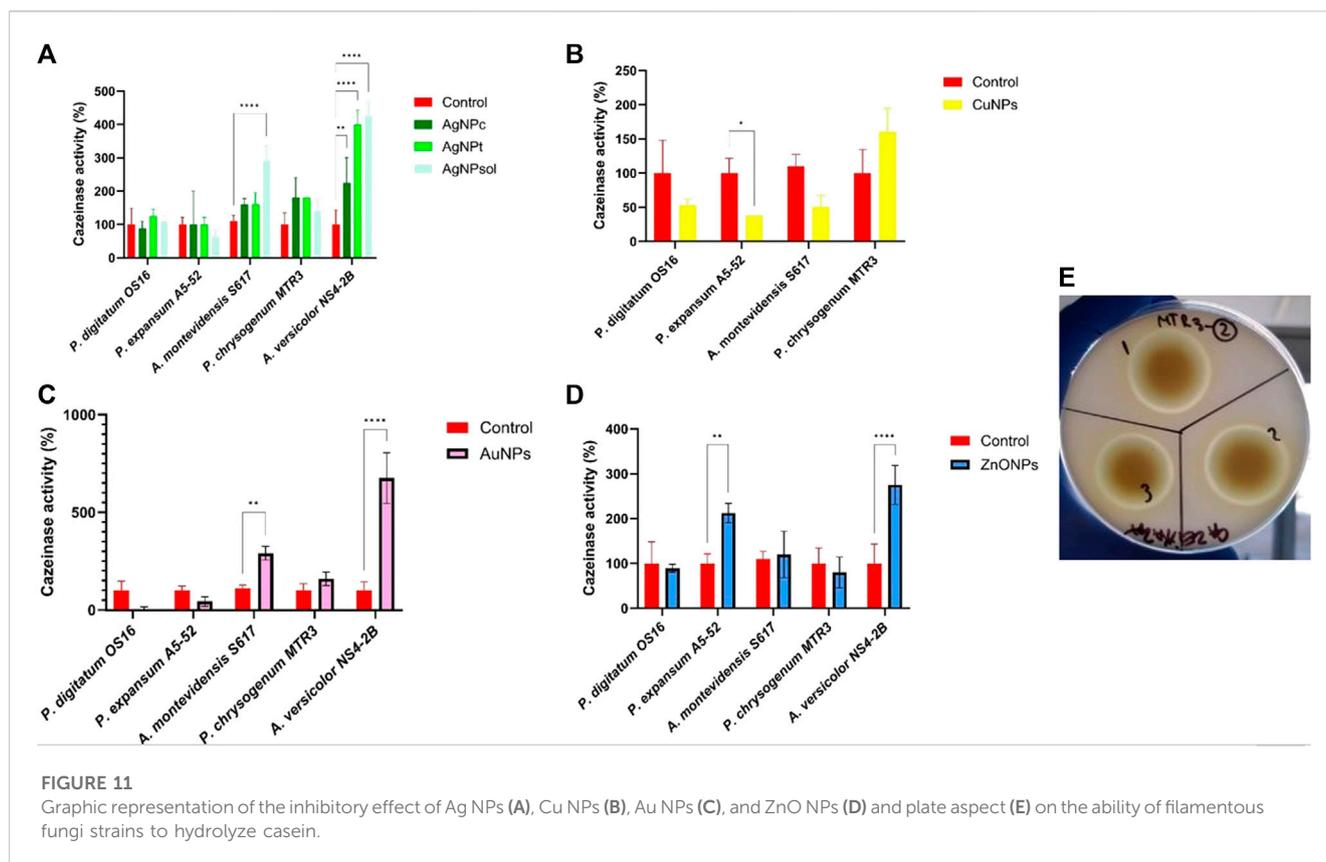 A
Cazeinase activity (%)
500
400
300
200
100
0
****
****
****
**
Control
AgNPc
AgNPt
AgNPsol
P. digitatum OS16
P. expansum A5-52
A. montevidensis S617
P. chrysogenum MTR3
A. versicolor NS4-2B
B
Cazeinase activity (%)
250
200
150
100
50
0
*
Control
CuNPs
P. digitatum OS16
P. expansum A5-52
A. montevidensis S617
P. chrysogenum MTR3
C
Cazeinase activity (%)
1000
500
0
**
****
Control
AuNPs
P. digitatum OS16
P. expansum A5-52
A. montevidensis S617
P. chrysogenum MTR3
A. versicolor NS4-2B
D
Cazeinase activity (%)
400
300
200
100
0
**
****
Control
ZnONPs
P. digitatum OS16
P. expansum A5-52
A. montevidensis S617
P. chrysogenum MTR3
A. versicolor NS4-2B
E
MTR3-2
1
2
3
FIGURE 11
Graphic representation of the inhibitory effect of Ag NPs (A), Cu NPs (B), Au NPs (C), and ZnO NPs (D) and plate aspect (E) on the ability of filamentous
fungi strains to hydrolyze casein.